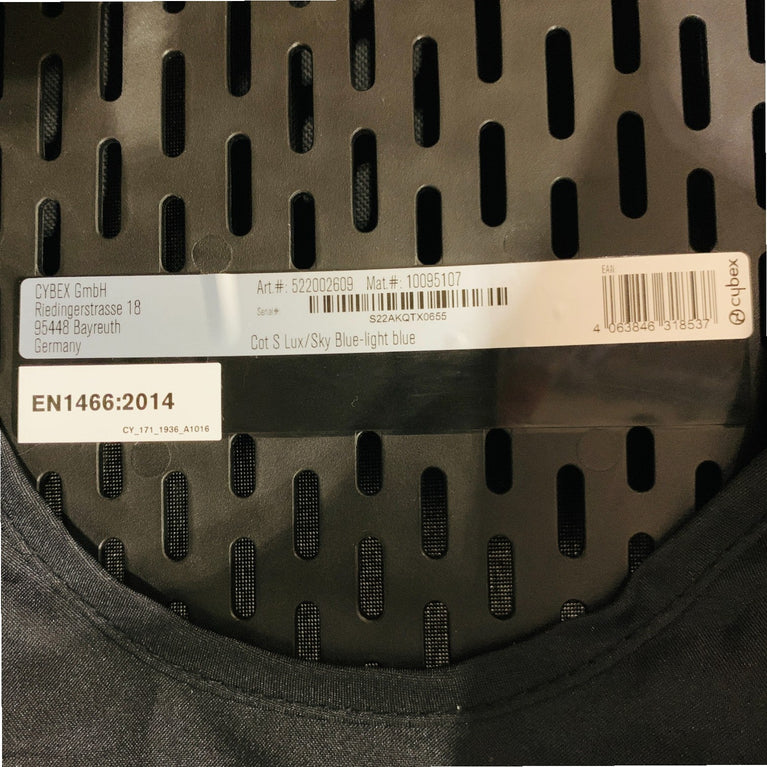 CYBEX GmbH
Riedingerstrasse 18
95448 Bayreuth
Germany
Art.#: 522002609 Mat.#: 10095107
Serial#:
S22AKQTX0655
Cot S Lux/Sky Blue-light blue
EAN
4 063846 318537
cybex
EN1466:2014
CY_171_1936_A1016